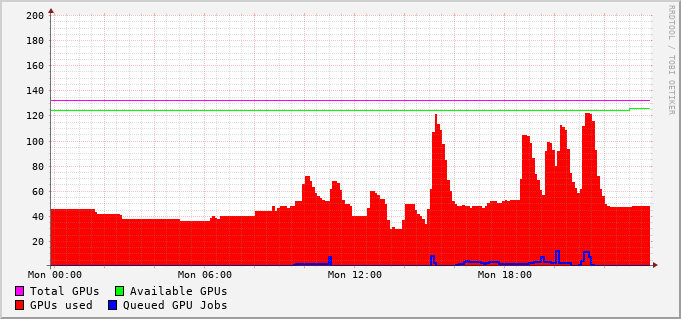 200
180
160
140
120
100
80
60
40
20
Mon 00:00 Mon 06:00 Mon 12:00 Mon 18:00
Total GPUs Available GPUs
GPUs used Queued GPU Jobs
RRDTOOL / TOBI OETIKER